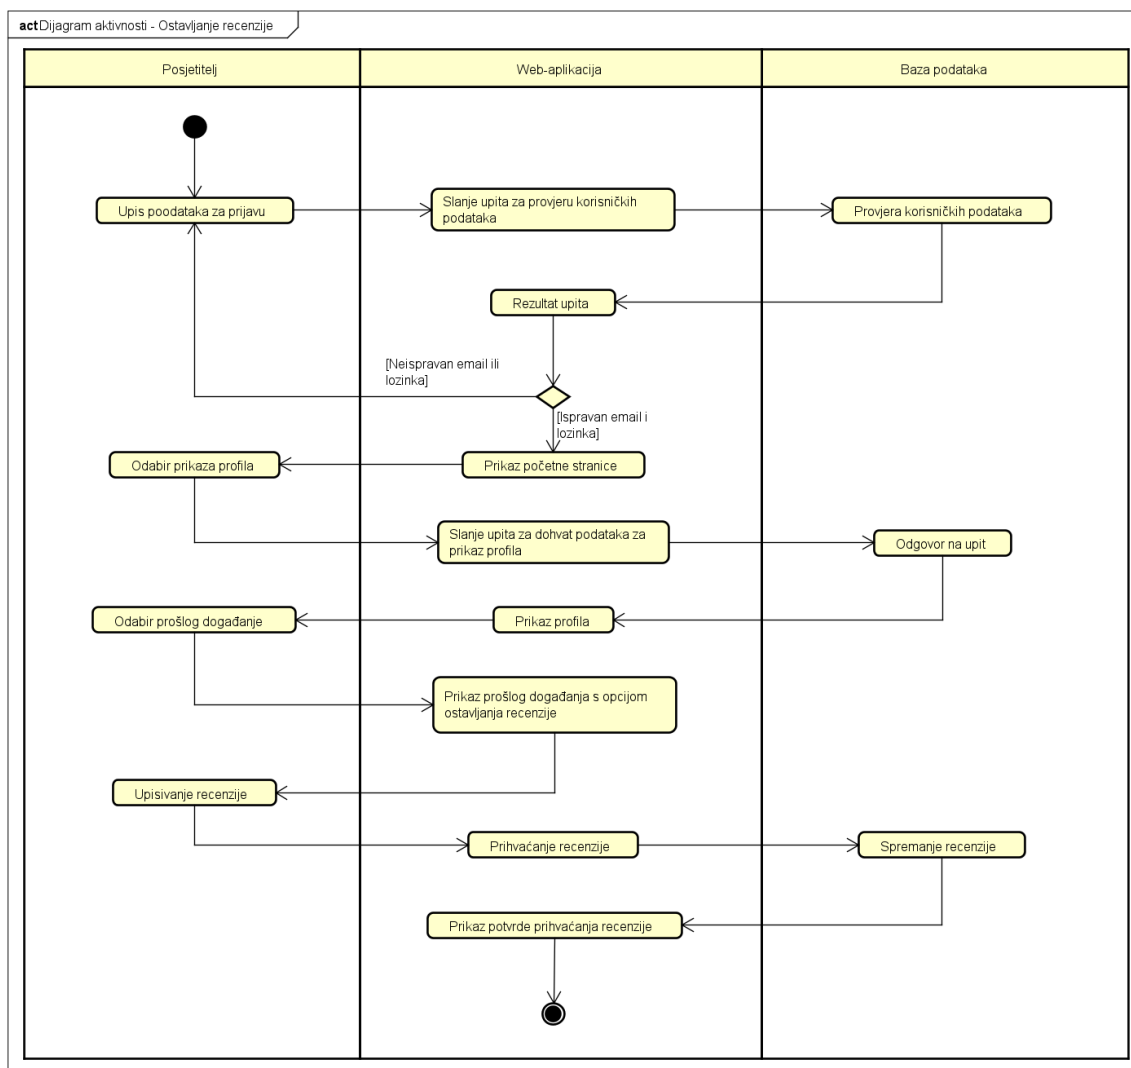 act Dijagram aktivnosti - Ostavljanje recenzije
Posjetitelj
Web-aplikacija
Baza podataka
Upis poodataka za prijavu
Slanje upita za provjeru korisničkih
podataka
Provjera korisničkih podataka
Rezultat upita
[Neispravan email ili
lozinka]
[Ispravan email i
lozinka]
Odabir prikaza profila
Prikaz početne stranice
Slanje upita za dohvat podataka za
prikaz profila
Odgovor na upit
Odabir prošlog događanje
Prikaz profila
Prikaz prošlog događanja s opcijom
ostavljanja recenzije
Upisivanje recenzije
Prihvaćanje recenzije
Spremanje recenzije
Prikaz potvrde prihvaćanja recenzije